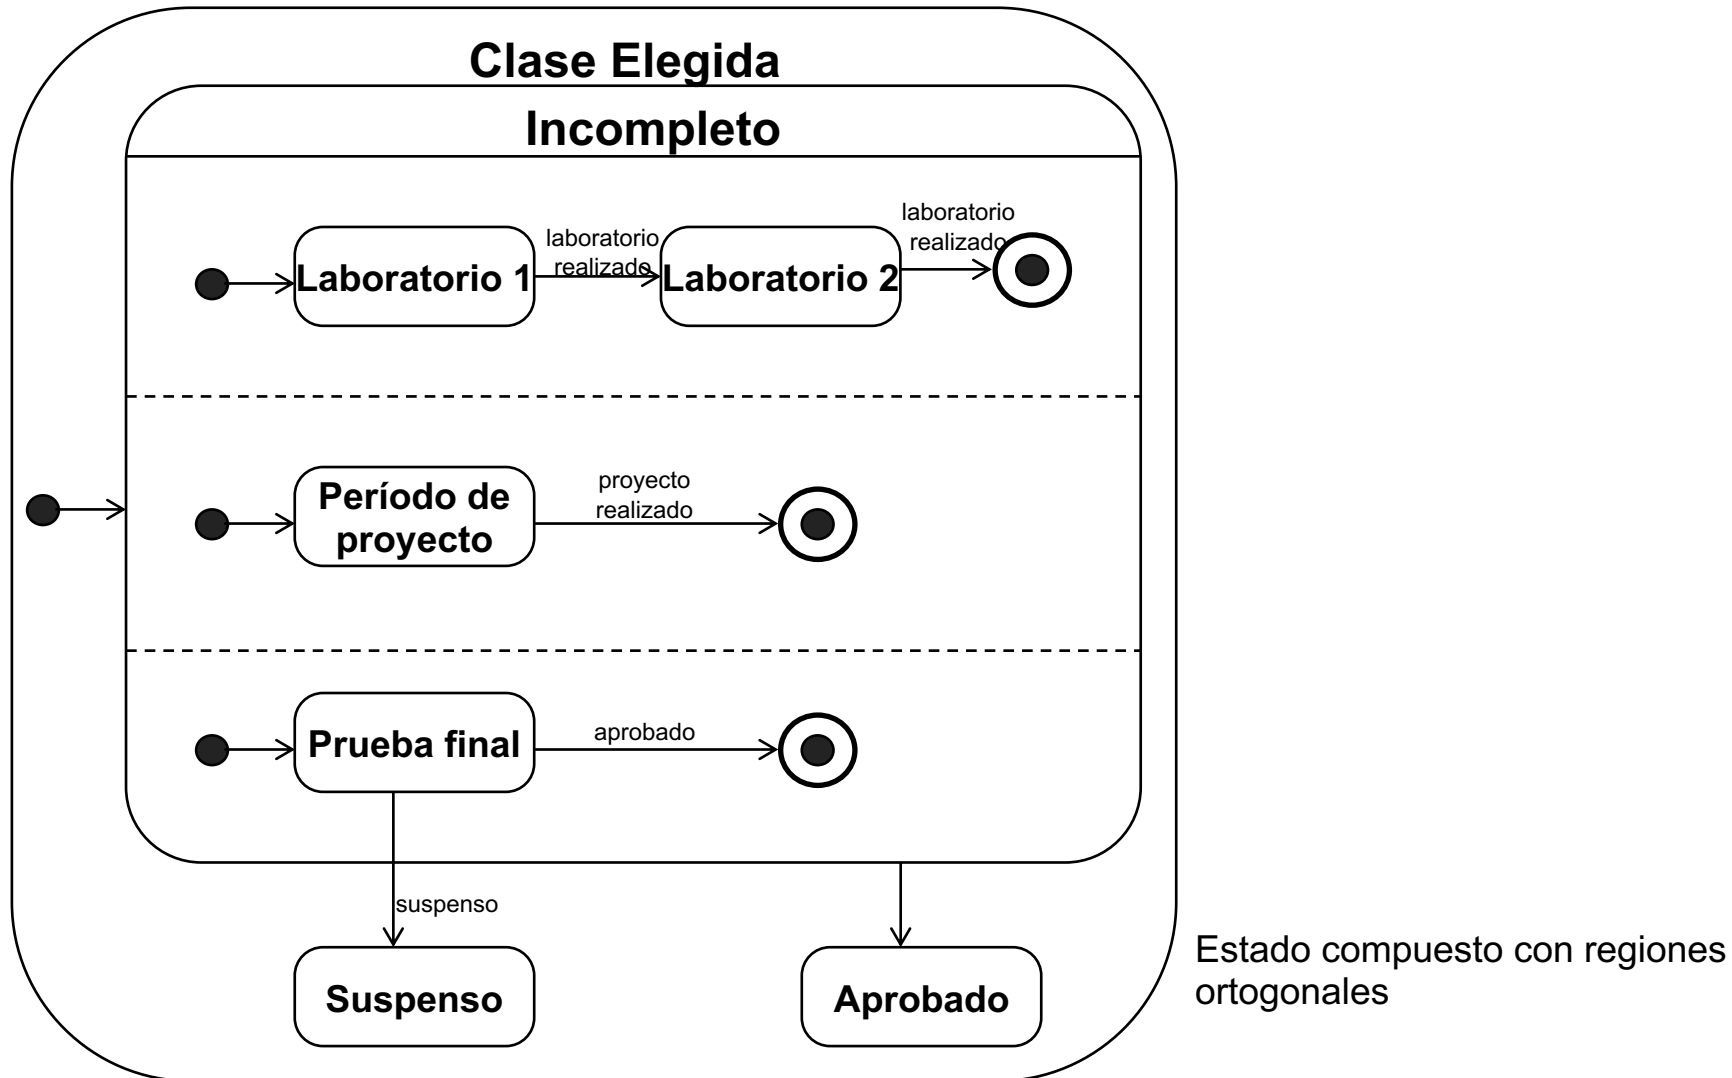 Clase Elegida
Incompleto
laboratorio
realizado
laboratorio
realizado
Laboratorio 1
Laboratorio 2
Período de
proyecto
proyecto
realizado
Prueba final
aprobado
suspenso
Suspenso
Aprobado
Estado compuesto con regiones
ortogonales